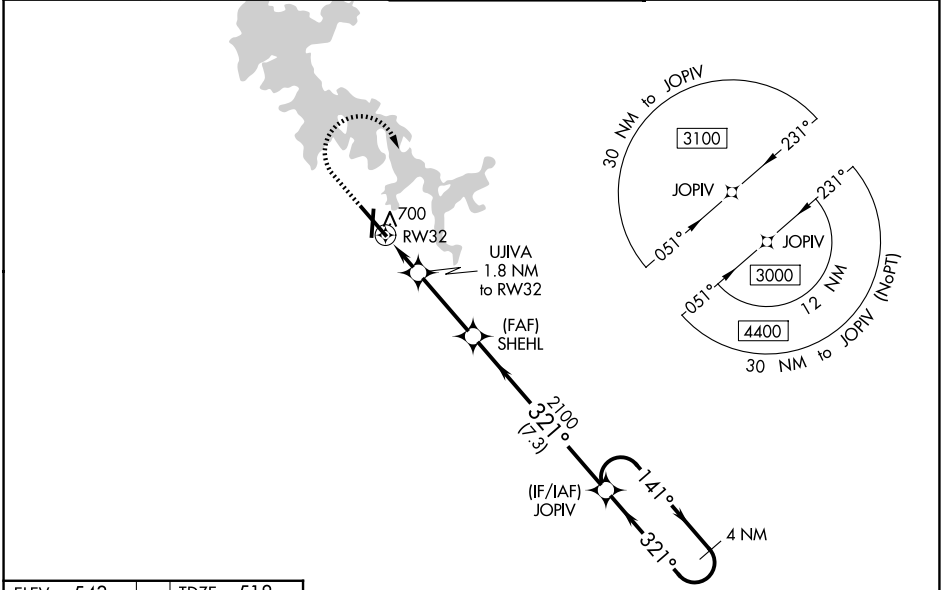 30 NM to JOPIV
3100
231°
JOPIV
051°
231°
JOPIV
051°
3000
12 NM
4400
30 NM to JOPIV (NoPT)
700
RW32
UJIVA
1.8 NM
to RW32
(FAF)
SHEHL
2100
321°
(7.3)
(IF/IAF)
JOPIV
141°
321°
4 NM